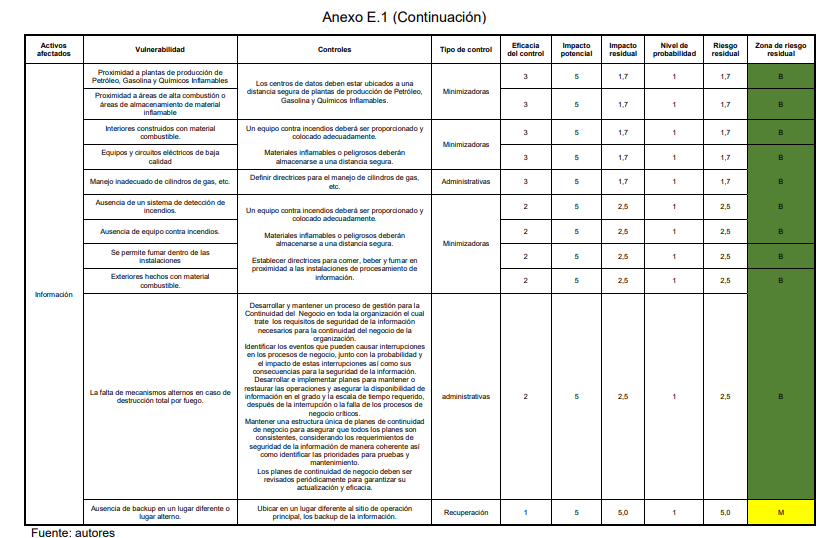 Anexo E.1 (Continuación)
Activos afectados | Vulnerabilidad | Controles | Tipo de control | Eficacia del control | Impacto potencial | Impacto residual | Nivel de probabilidad | Riesgo residual | Zona de riesgo residual
Información
Proximidad a plantas de producción de
Petróleo, Gasolina y Químicos Inflamables
Los centros de datos deben estar ubicados a una
distancia segura de plantas de producción de Petróleo,
Gasolina y Químicos Inflamables.
Minimizadoras
3 5 1,7 1 1,7 B
Proximidad a áreas de alta combustión o
áreas de almacenamiento de material
inflamable
3 5 1,7 1 1,7 B
Interiores construidos con material
combustible.
Un equipo contra incendios deberá ser proporcionado y
colocado adecuadamente.
Materiales inflamables o peligrosos deberán
almacenarse a una distancia segura.
Minimizadoras
3 5 1,7 1 1,7 B
Equipos y circuitos eléctricos de baja
calidad
3 5 1,7 1 1,7 B
Manejo inadecuado de cilindros de gas, etc.
Definir directrices para el manejo de cilindros de gas,
etc.
Administrativas
3 5 1,7 1 1,7 B
Ausencia de un sistema de detección de
incendios.
Un equipo contra incendios deberá ser proporcionado y
colocado adecuadamente.
Materiales inflamables o peligrosos deberán
almacenarse a una distancia segura.
Establecer directrices para comer, beber y fumar en
proximidad a las instalaciones de procesamiento de
información.
Minimizadoras
2 5 2,5 1 2,5 B
Ausencia de equipo contra incendios.
2 5 2,5 1 2,5 B
Se permite fumar dentro de las
instalaciones
2 5 2,5 1 2,5 B
Exteriores hechos con material
combustible.
2 5 2,5 1 2,5 B
La falta de mecanismos alternos en caso de
destrucción total por fuego.
Desarrollar y mantener un proceso de gestión para la
Continuidad del Negocio en toda la organización el cual
trate los requisitos de seguridad de la información
necesarios para la continuidad del negocio de la
organización.
Identificar los eventos que pueden causar interrupciones
en los procesos de negocio, junto con la probabilidad y
el impacto de estas interrupciones así como sus
consecuencias para la seguridad de la información.
Desarrollar e implementar planes para mantener o
restaurar las operaciones y asegurar la disponibilidad de
información en el grado y la escala de tiempo requerido,
después de la interrupción o la falla de los procesos de
negocio críticos.
Mantener una estructura única de planes de continuidad
de negocio para asegurar que todos los planes son
consistentes, considerando los requerimientos de
seguridad de la información de manera coherente así
como identificar las prioridades para pruebas y
mantenimiento.
Los planes de continuidad de negocio deben ser
revisados periódicamente para garantizar su
actualización y eficacia.
administrativas
2 5 2,5 1 2,5 B
Ausencia de backup en un lugar diferente o
lugar alterno.
Ubicar en un lugar diferente al sitio de operación
principal, los backup de la información.
Recuperación
1 5 5,0 1 5,0 M
Fuente: autores